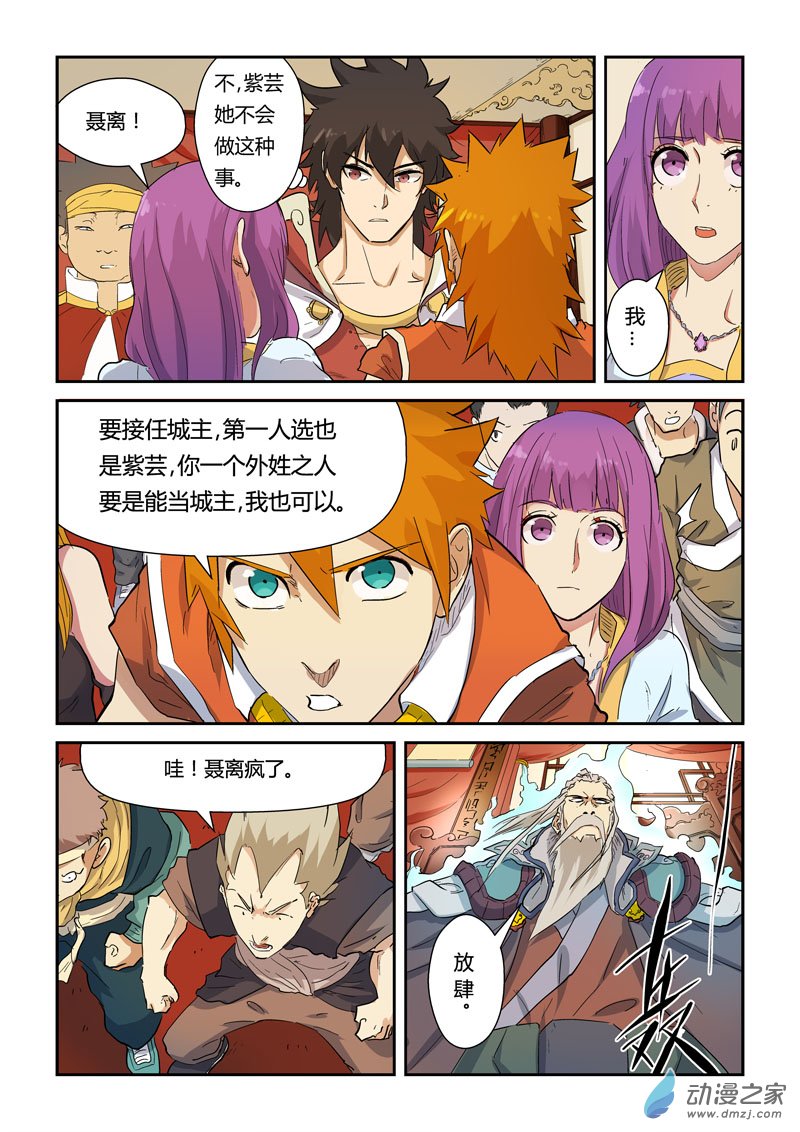 聂离！
不，紫芸
她不会
做这种
事。
我…
要接任城主，第一人选也
是紫芸，你一个外姓之人
要是能当城主，我也可以。
哇！聂离疯了。
放
肆。
轰
动漫之家
www.dmzj.com